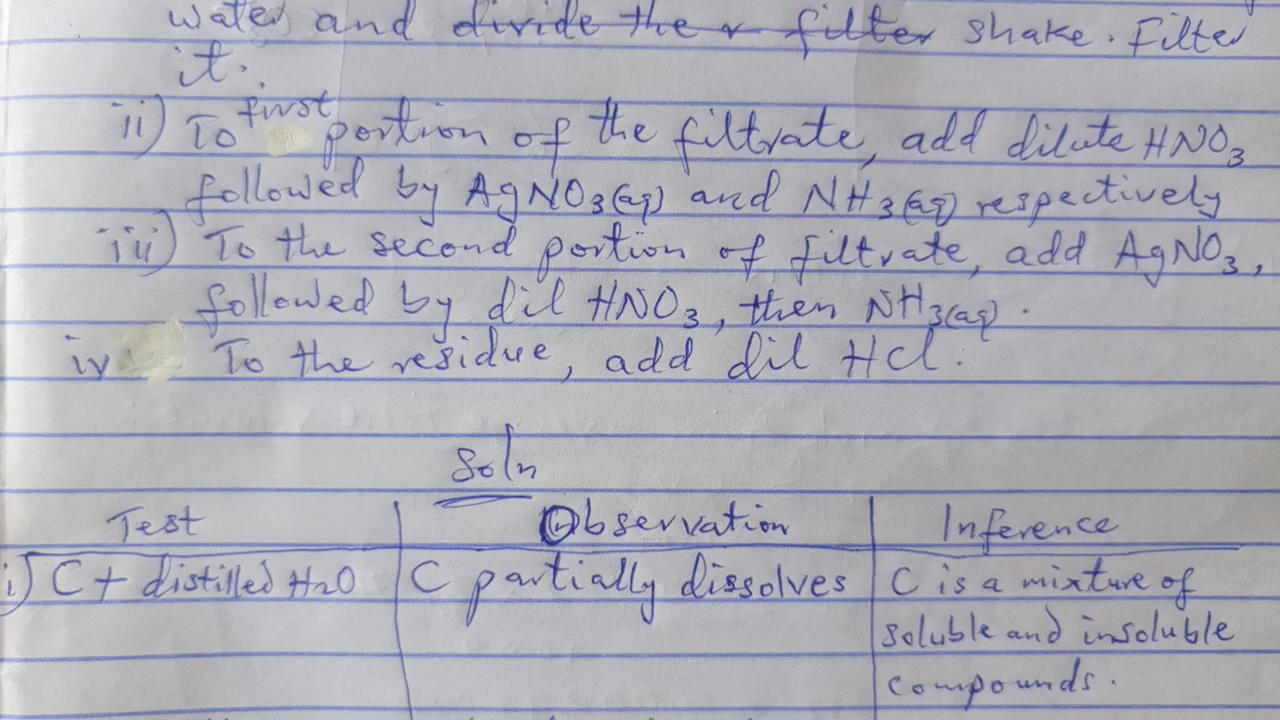 water and divide the r filter shake. Filter
it.
ii) To first portion of the filtrate, add dilute HNO3
followed by AgNO3(aq) and NH3(aq) respectively
iii) To the second portion of filtrate, add AgNO3,
followed by dil HNO3, then NH3(aq).
iv To the residue, add dil HCl.
Soln
Test Observation Inference
i) C + distilled H2O C partially dissolves C is a mixture of
soluble and insoluble
compounds.